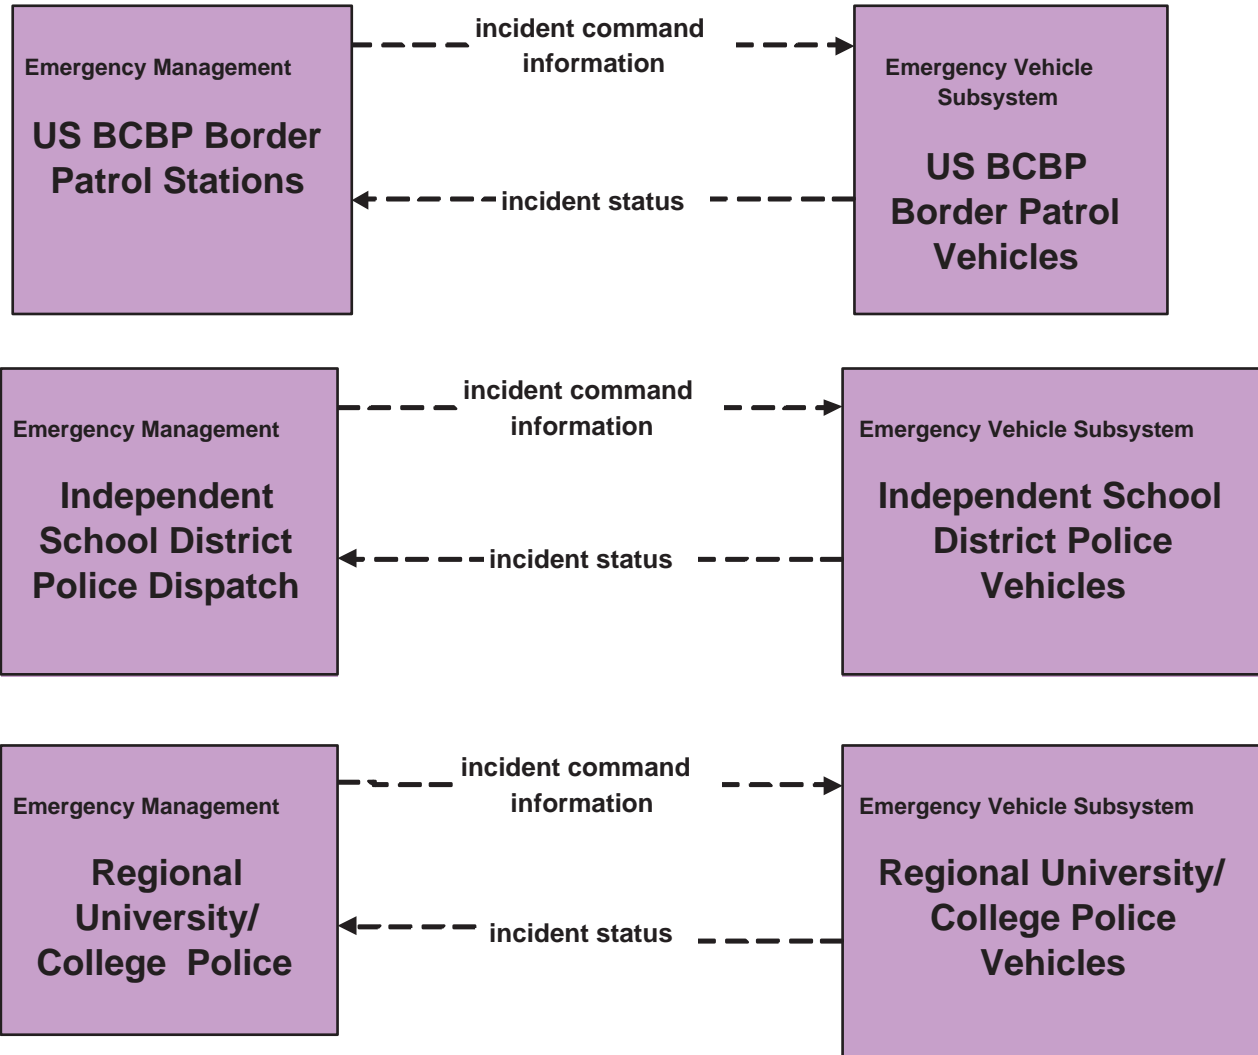 Emergency Management
US BCBP Border
Patrol Stations
incident command
information
incident status
Emergency Vehicle
Subsystem
US BCBP
Border Patrol
Vehicles
Emergency Management
Independent
School District
Police Dispatch
incident command
information
incident status
Emergency Vehicle Subsystem
Independent School
District Police
Vehicles
Emergency Management
Regional
University/
College  Police
incident command
information
incident status
Emergency Vehicle Subsystem
Regional University/
College Police
Vehicles